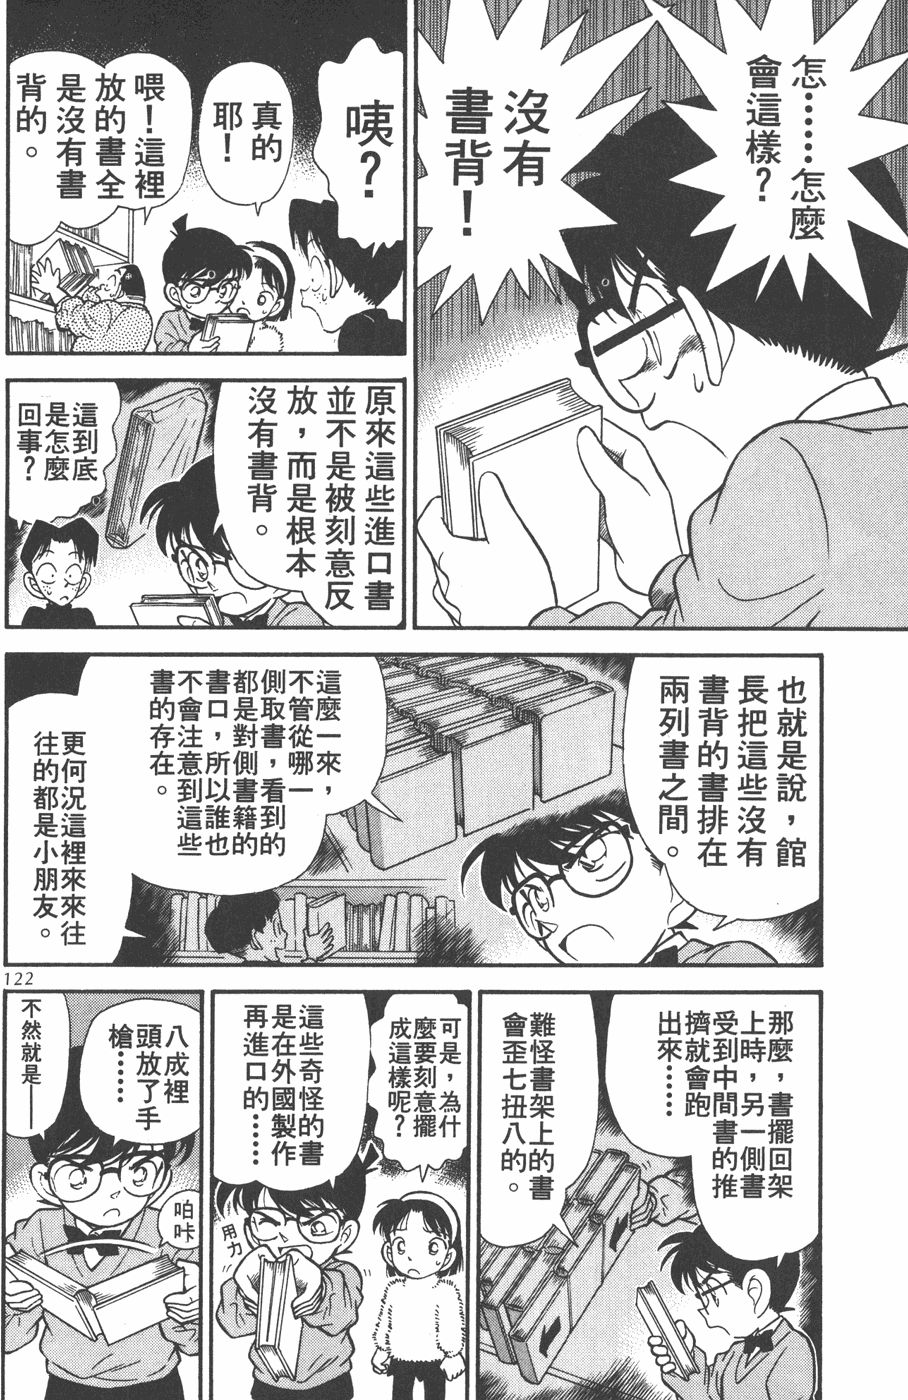 怎……怎麼
會這樣？
沒有
書背！
咦？
真的
耶！
喂！這裡
放的書全
是沒有書
背的。
原來這些進口書
並不是被刻意反
放，而是根本
沒有書背。
這到底
是怎麼
回事？
也就是說，館
長把這些沒有
書背的書排在
兩列書之間。
這麼一來，
不管從哪一
側取書，看到的
都是對側書籍的
書口，所以誰也
不會注意到這些
書的存在。
更何況這裡來來往
往的都是小朋友。
122
那麼，書擺回架
上時，另一側書
受到中間書的推
擠就會跑
出來……
難怪書架上的書
會歪七扭八的。
可是，為什
麼要刻意擺
成這樣呢？
這些奇怪的書
是在外國製作
再進口的……
用力
八成裡
頭放了手
槍……
啪咔
不然就是——